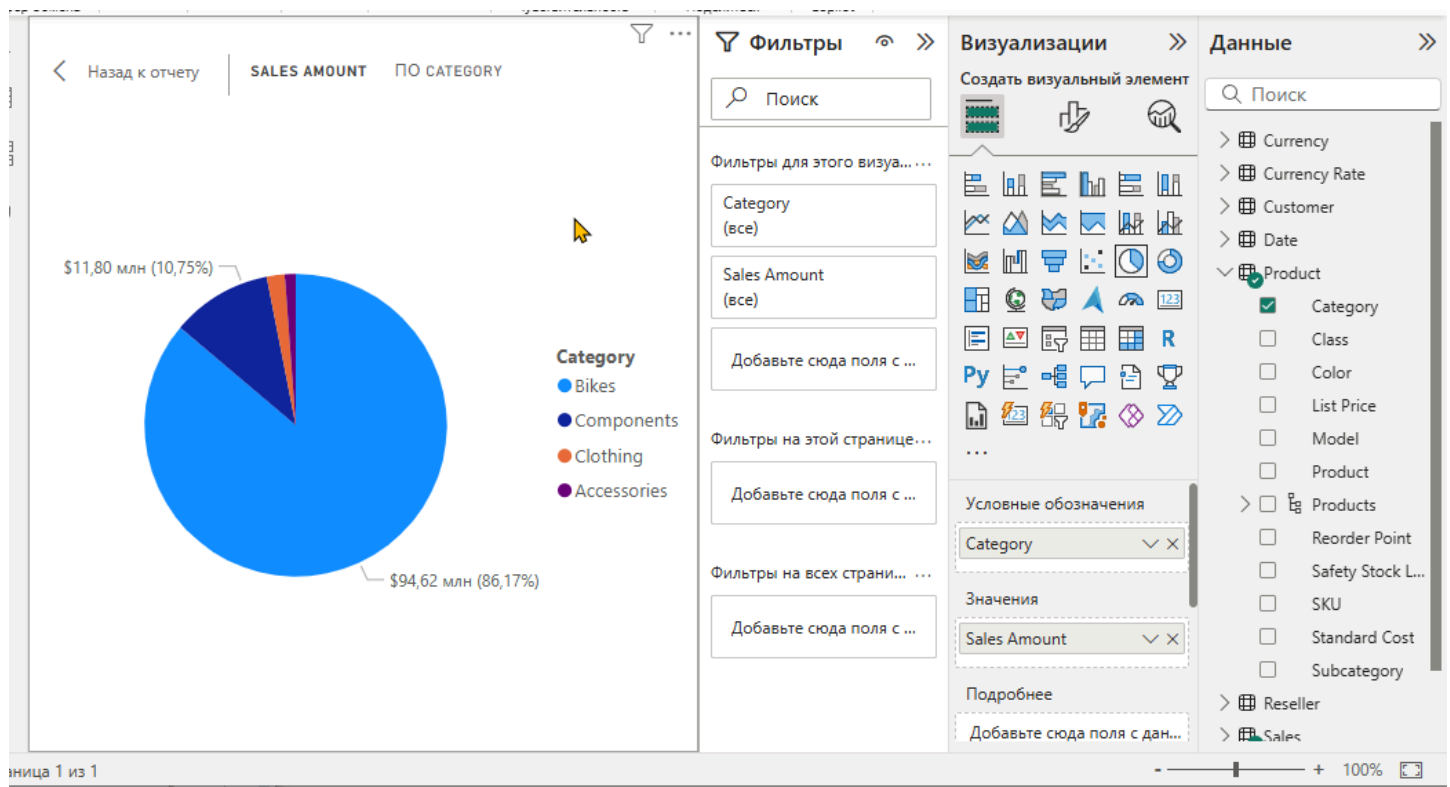 Назад к отчету
SALES AMOUNT
ПО CATEGORY
$11,80 млн (10,75%)
$94,62 млн (86,17%)
Category
Bikes
Components
Clothing
Accessories
Фильтры
Поиск
Фильтры для этого визуа... ...
Category
(все)
Sales Amount
(все)
Добавьте сюда поля с ...
Фильтры на этой странице ...
Добавьте сюда поля с ...
Фильтры на всех страни... ...
Добавьте сюда поля с ...
Визуализации
Создать визуальный элемент
123
R
Py
123
...
Условные обозначения
Category
Значения
Sales Amount
Подробнее
Добавьте сюда поля с дан...
Данные
Поиск
Currency
Currency Rate
Customer
Date
Product
Category
Class
Color
List Price
Model
Product
Products
Reorder Point
Safety Stock L...
SKU
Standard Cost
Subcategory
Reseller
Sales
1 из 1
- + 100%